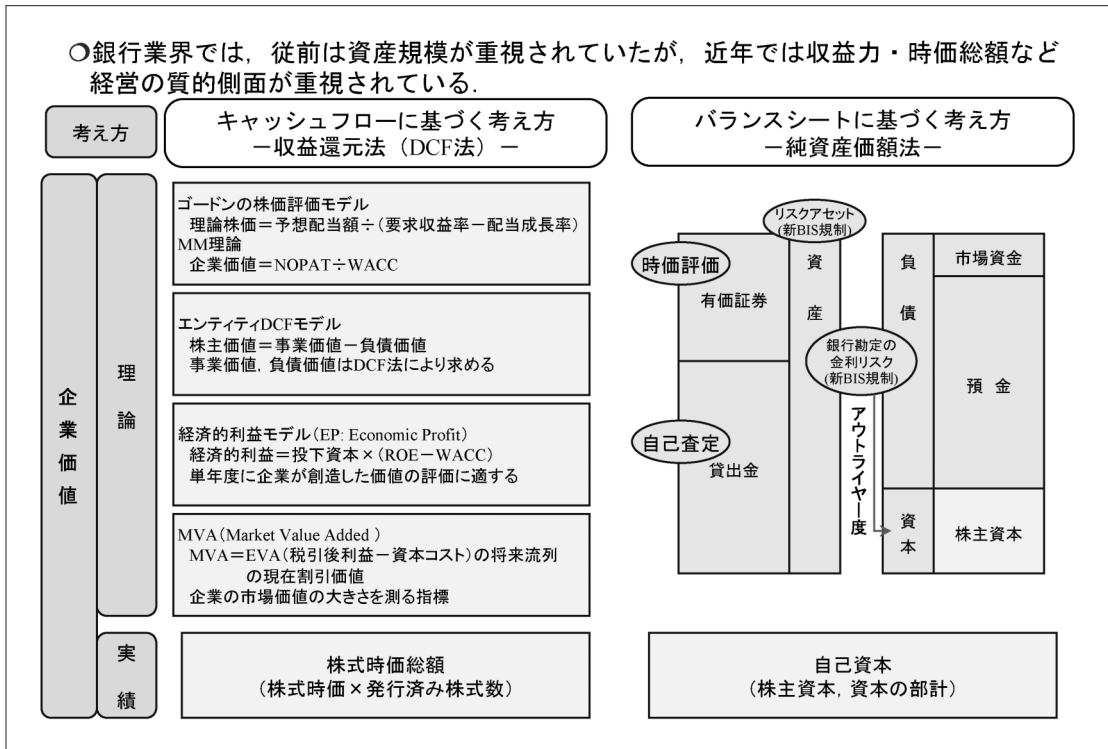 ○銀行業界では，従前は資産規模が重視されていたが，近年では収益力・時価総額など
経営の質的側面が重視されている.
考え方
キャッシュフローに基づく考え方
－収益還元法（DCF法）－
バランスシートに基づく考え方
－純資産価額法－
企業価値
理論
ゴードンの株価評価モデル
理論株価＝予想配当額÷（要求収益率－配当成長率）
MM理論
企業価値＝NOPAT÷WACC
エンティティDCFモデル
株主価値＝事業価値－負債価値
事業価値，負債価値はDCF法により求める
経済的利益モデル（EP: Economic Profit）
経済的利益＝投下資本×（ROE－WACC）
単年度に企業が創造した価値の評価に適する
MVA（Market Value Added ）
MVA＝EVA（税引後利益－資本コスト）の将来流列
の現在割引価値
企業の市場価値の大きさを測る指標
リスクアセット
(新BIS規制)
時価評価
有価証券
資産
負債
市場資金
銀行勘定の
金利リスク
(新BIS規制)
預 金
自己査定
貸出金
アウトライヤー度
資本
株主資本
実績
株式時価総額
（株式時価×発行済み株式数）
自己資本
（株主資本，資本の部計）